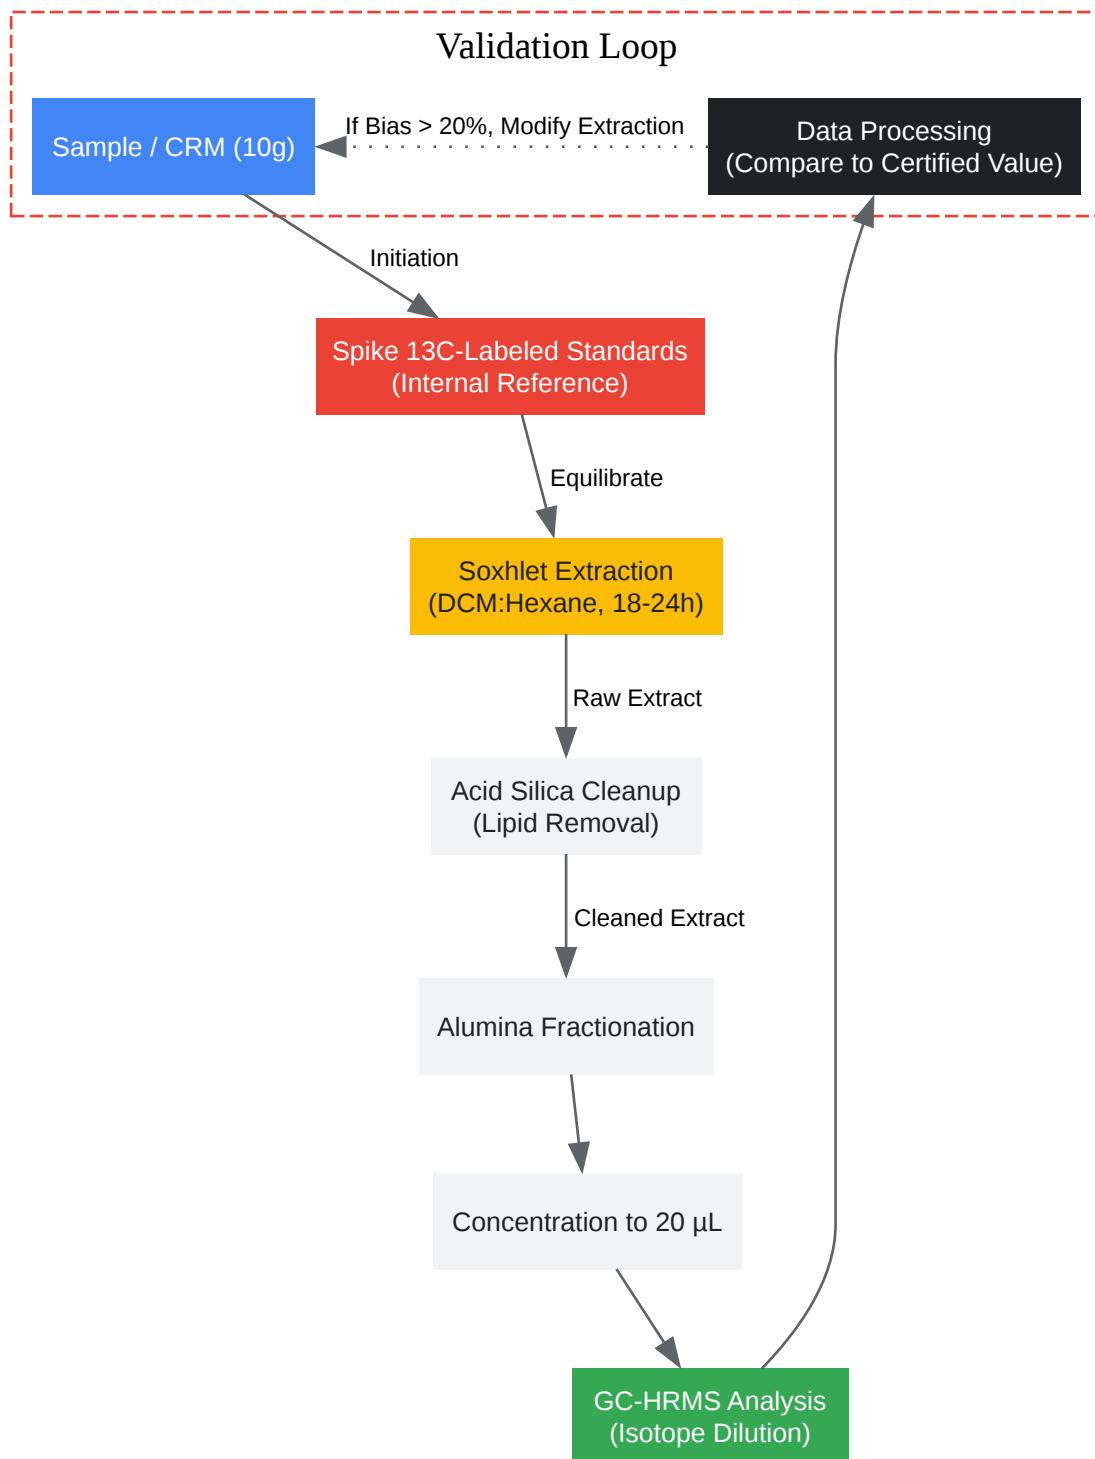 Validation Loop
Sample / CRM (10g)
If Bias > 20%, Modify Extraction
Data Processing
(Compare to Certified Value)
Initiation
Spike 13C-Labeled Standards
(Internal Reference)
Equilibrate
Soxhlet Extraction
(DCM:Hexane, 18-24h)
Raw Extract
Acid Silica Cleanup
(Lipid Removal)
Cleaned Extract
Alumina Fractionation
Concentration to 20 µL
GC-HRMS Analysis
(Isotope Dilution)